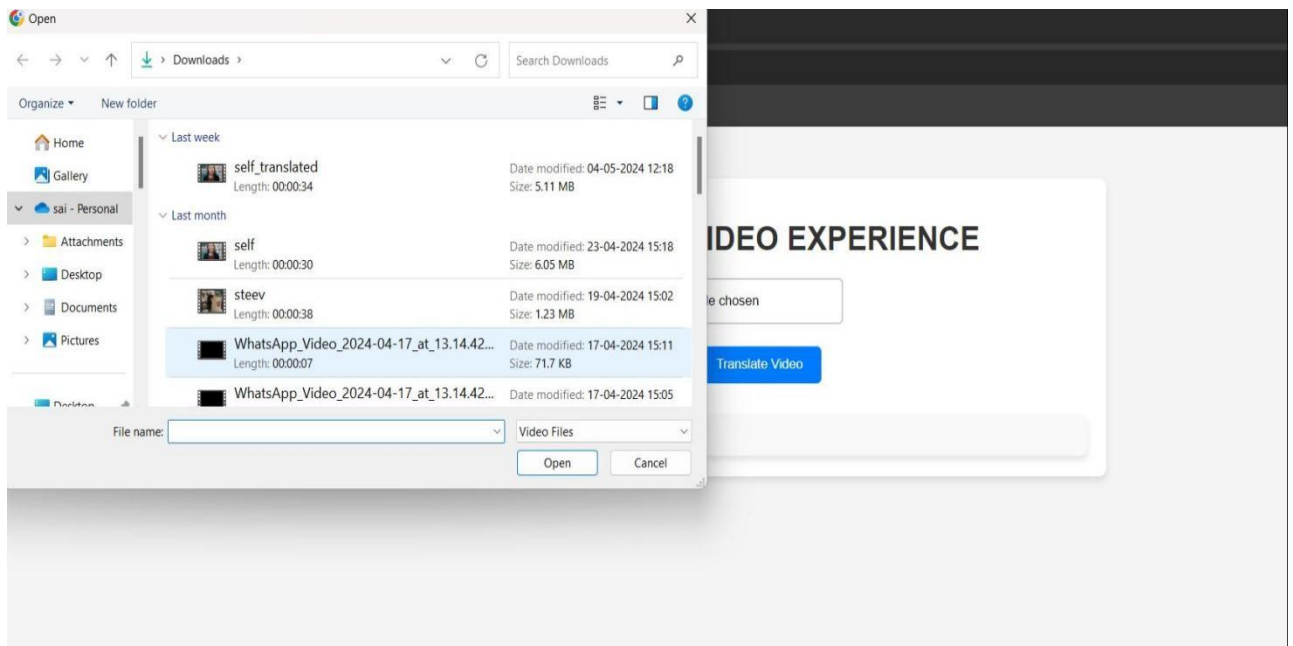 Open
Downloads
Search Downloads
Organize
New folder
Home
Gallery
sai - Personal
Attachments
Desktop
Documents
Pictures
Desktop
Last week
self_translated
Length: 00:00:34
Date modified: 04-05-2024 12:18
Size: 5.11 MB
Last month
self
Length: 00:00:30
Date modified: 23-04-2024 15:18
Size: 6.05 MB
steev
Length: 00:00:38
Date modified: 19-04-2024 15:02
Size: 1.23 MB
WhatsApp_Video_2024-04-17_at_13.14.42...
Length: 00:00:07
Date modified: 17-04-2024 15:11
Size: 71.7 KB
WhatsApp_Video_2024-04-17_at_13.14.42...
Date modified: 17-04-2024 15:05
File name:
Video Files
Open
Cancel
IDEO EXPERIENCE
e chosen
Translate Video